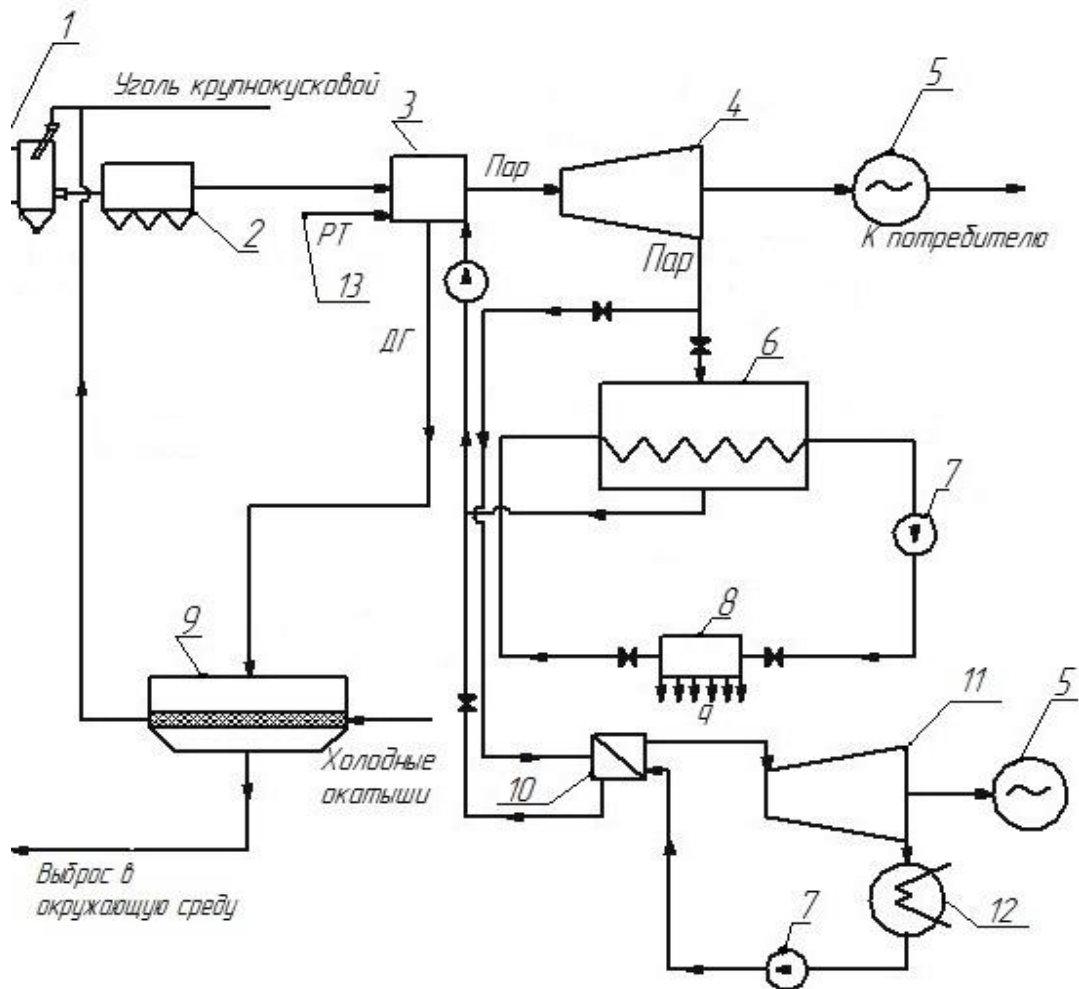 1
Уголь крупнокусковой
3
4
5
Пар
2
РТ
13
К потребителю
Пар
ДГ
6
7
8
9
q
11
5
Холодные
окатыши
10
Выброс в
окружающую среду
12
7